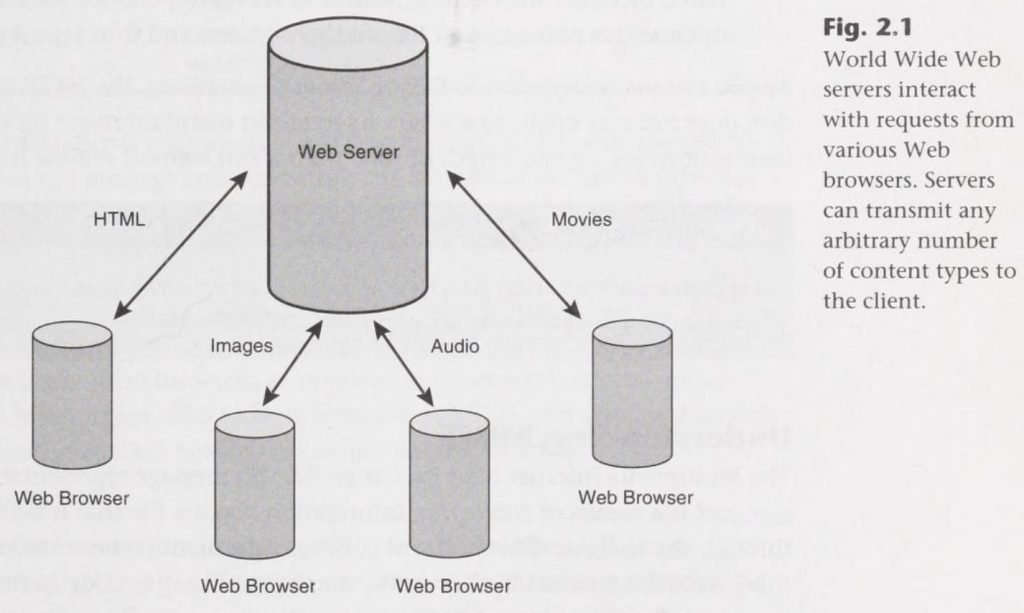 Web Server
HTML
Movies
Images
Audio
Web Browser
Web Browser
Web Browser
Web Browser
Fig. 2.1
World Wide Web
servers interact
with requests from
various Web
browsers. Servers
can transmit any
arbitrary number
of content types to
the client.